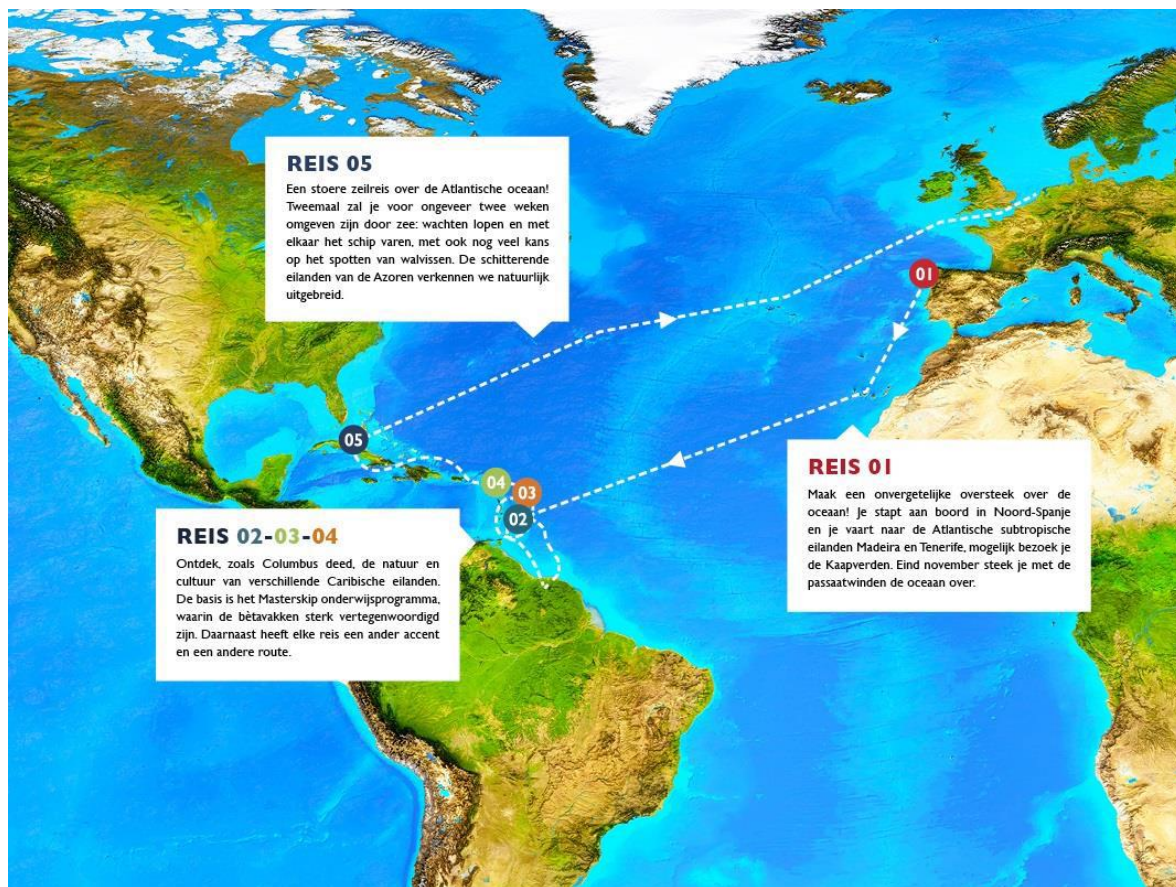 REIS 05
Een stoere zeilreis over de Atlantische oceaan!
Tweemaal zal je voor ongeveer twee weken
omgeven zijn door zee: wachten lopen en met
elkaar het schip varen, met ook nog veel kans
op het spotten van walvissen. De schitterende
eilanden van de Azoren verkennen we natuurlijk
uitgebreid.
01
05
04
03
02
REIS 01
Maak een onvergetelijke oversteek over de
oceaan! Je stapt aan boord in Noord-Spanje
en je vaart naar de Atlantische subtropische
eilanden Madeira en Tenerife, mogelijk bezoek je
de Kaapverden. Eind november steek je met de
passaatwinden de oceaan over.
REIS 02-03-04
Ontdek, zoals Columbus deed, de natuur en
cultuur van verschillende Caribische eilanden.
De basis is het Masterskip onderwijsprogramma,
waarin de bètavakken sterk vertegenwoordigd
zijn. Daarnaast heeft elke reis een ander accent
en een andere route.